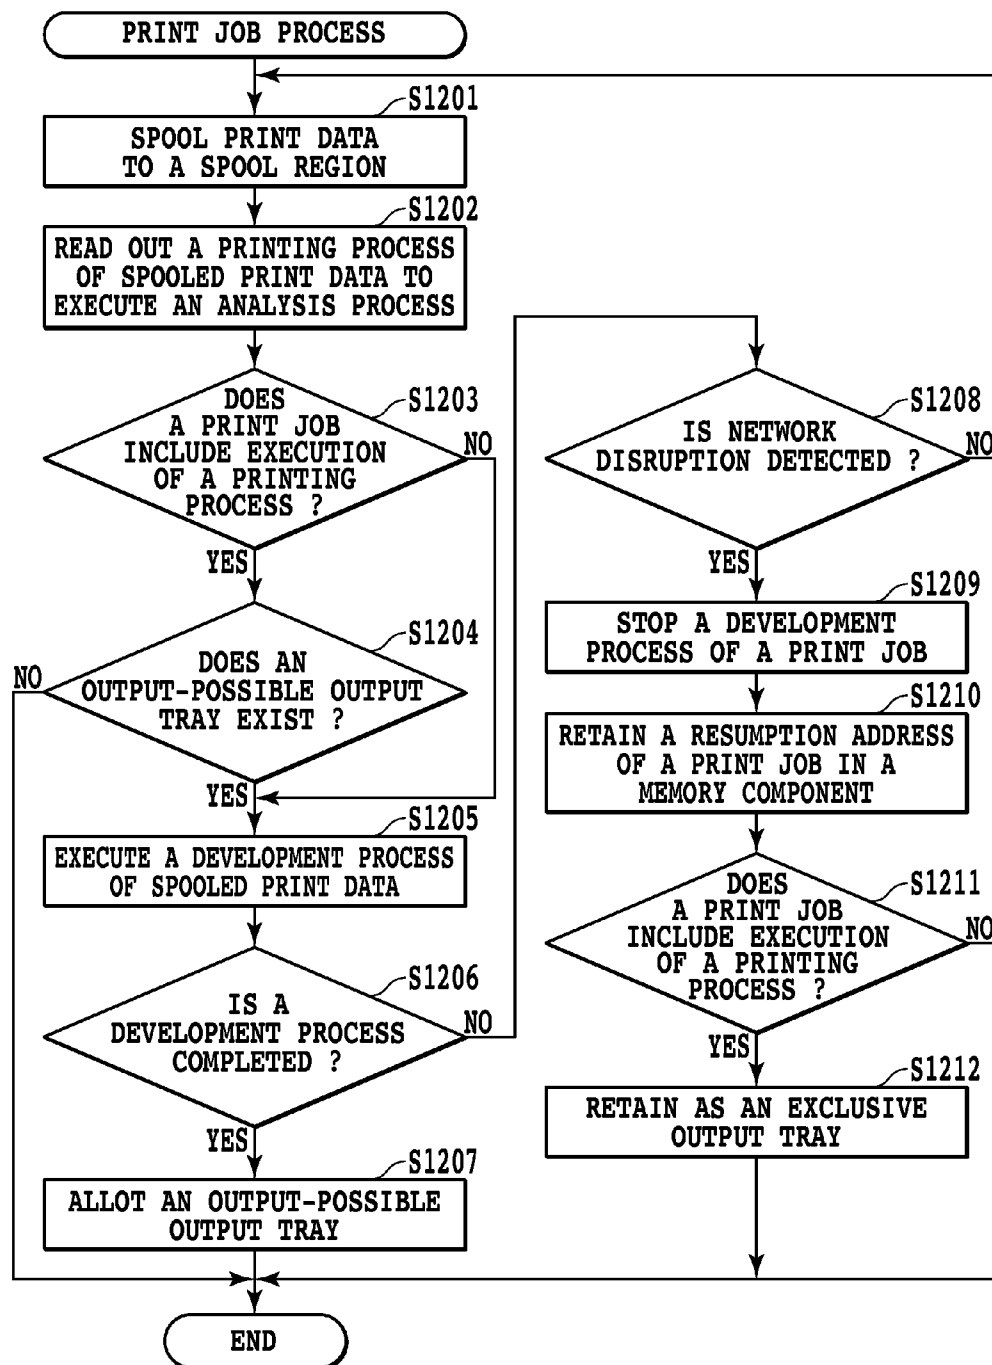 PRINT JOB PROCESS
S1201
SPOOL PRINT DATA
TO A SPOOL REGION
S1202
READ OUT A PRINTING PROCESS
OF SPOOLED PRINT DATA TO
EXECUTE AN ANALYSIS PROCESS
S1203
DOES
A PRINT JOB
INCLUDE EXECUTION
OF A PRINTING
PROCESS ?
NO
YES
S1204
DOES AN
OUTPUT-POSSIBLE OUTPUT
TRAY EXIST ?
NO
YES
S1205
EXECUTE A DEVELOPMENT PROCESS
OF SPOOLED PRINT DATA
S1206
IS A
DEVELOPMENT PROCESS
COMPLETED ?
NO
YES
S1207
ALLOT AN OUTPUT-POSSIBLE
OUTPUT TRAY
END
S1208
IS NETWORK
DISRUPTION DETECTED ?
NO
YES
S1209
STOP A DEVELOPMENT
PROCESS OF A PRINT JOB
S1210
RETAIN A RESUMPTION ADDRESS
OF A PRINT JOB IN A
MEMORY COMPONENT
S1211
DOES
A PRINT JOB
INCLUDE EXECUTION
OF A PRINTING
PROCESS ?
NO
YES
S1212
RETAIN AS AN EXCLUSIVE
OUTPUT TRAY